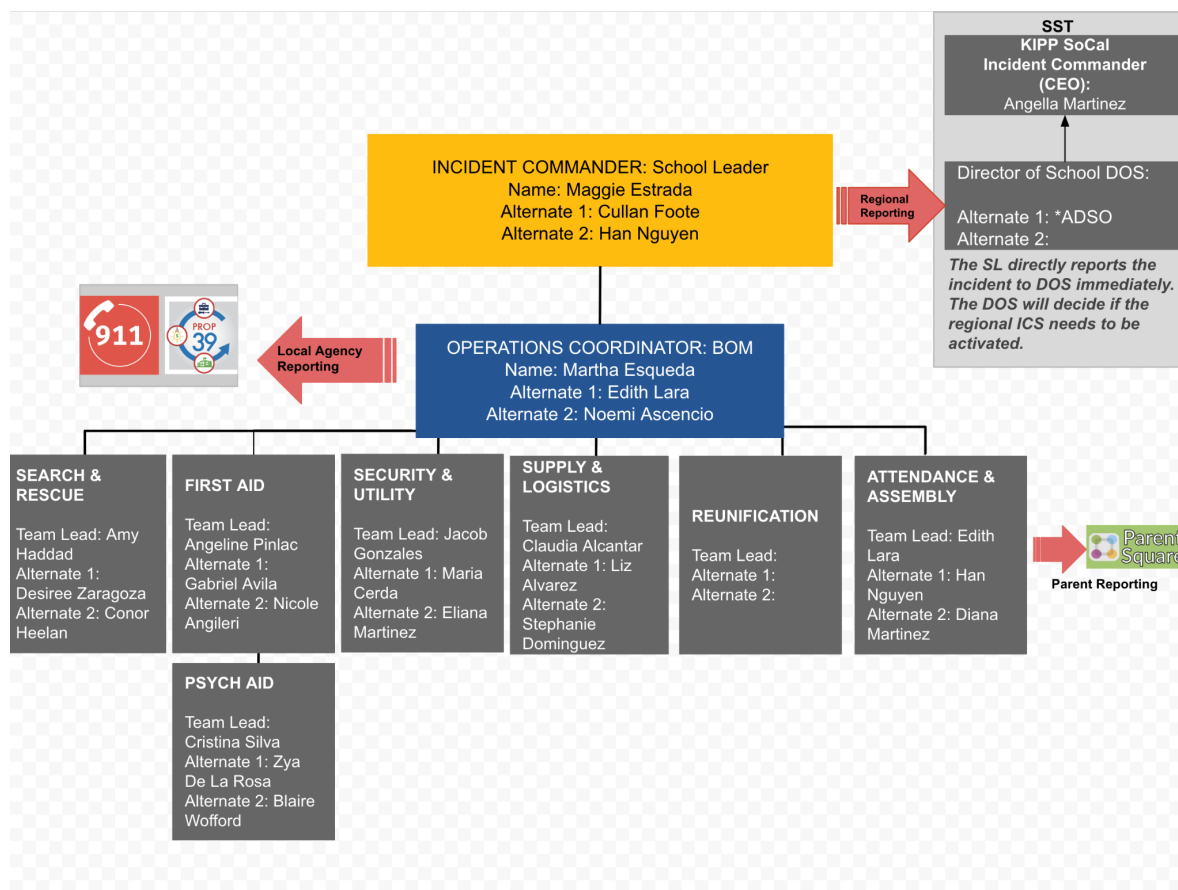 SST
KIPP SoCal
Incident Commander
(CEO):
Angella Martinez
INCIDENT COMMANDER: School Leader
Name: Maggie Estrada
Alternate 1: Cullan Foote
Alternate 2: Han Nguyen
Regional
Reporting
Director of School DOS:
Alternate 1: *ADSO
Alternate 2:
The SL directly reports the
incident to DOS immediately.
The DOS will decide if the
regional ICS needs to be
activated.
911
PROP
39
Local Agency
Reporting
OPERATIONS COORDINATOR: BOM
Name: Martha Esqueda
Alternate 1: Edith Lara
Alternate 2: Noemi Ascencio
SEARCH &
RESCUE
Team Lead: Amy
Haddad
Alternate 1:
Desiree Zaragoza
Alternate 2: Conor
Heelan
FIRST AID
Team Lead:
Angeline Pinlac
Alternate 1:
Gabriel Avila
Alternate 2: Nicole
Angileri
SECURITY &
UTILITY
Team Lead: Jacob
Gonzales
Alternate 1: Maria
Cerda
Alternate 2: Eliana
Martinez
SUPPLY &
LOGISTICS
Team Lead:
Claudia Alcantar
Alternate 1: Liz
Alvarez
Alternate 2:
Stephanie
Dominguez
REUNIFICATION
Team Lead:
Alternate 1:
Alternate 2:
ATTENDANCE &
ASSEMBLY
Team Lead: Edith
Lara
Alternate 1: Han
Nguyen
Alternate 2: Diana
Martinez
Parent
Square
Parent Reporting
PSYCH AID
Team Lead:
Cristina Silva
Alternate 1: Zya
De La Rosa
Alternate 2: Blaire
Wofford